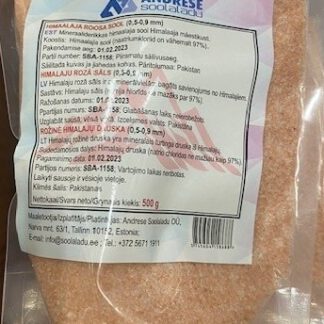 ANDRESE
soolaladu
HIMAALAJA ROOSA SOOL (0,5-0,9 mm)
EST Mineraalderikkas himaalaja sool Himaalaja mäestikust.
Koostis: Himaalaja sool (naatriumkloriid on vähemalt 97%).
Pakendamise aeg: 01.02.2023
Partii number: SBA-1158; Piiramatu säilivusaeg.
Säilitada kuivas ja jahedas kohas. Päritolumaa: Pakistan
HIMALAJU ROZĀ SĀLS (0,5-0,9 mm)
LV Himalaju rozā sāls ir ar minerālvielām bagāts savienojums no Himalajiem.
Sastāvs: Himalaju sāls (nātrija hlorīds ne mazāks par 97%).
Ražošanas datums: 01.02.2023
Partijas numurs: SBA-1158; Glabāšanas laiks neierobežots.
Uzglabāt sausā, vēsā vietā. Izcelsmes valsts: Pakistāna
ROŽINĖ HIMALAJŲ DRUSKA (0,5-0,9 mm)
LT Himalajų rožinė druska yra mineralais turtinga druska iš Himalajų.
Sudedamosios dalys: Himalajų druska (natrio chlorido ne mažiau kaip 97%).
Pagaminimo data: 01.02.2023
Partijos numeris: SBA-1158; Vartojimo laikas neribotas.
Laikyti sausoje ir vėsioje vietoje.
Kilmės šalis: Pakistanas
Netokaal/Svars neto/Grynasis kiekis: 500 g
Maaletooja/Izplatītājs/Platintojas: Andrese Soolaladu OÜ,
Narva mnt. 63/1, Tallinn 10152, Estonia;
E-mail: info@soolaladu.ee; Tel.: +372 5671 1911